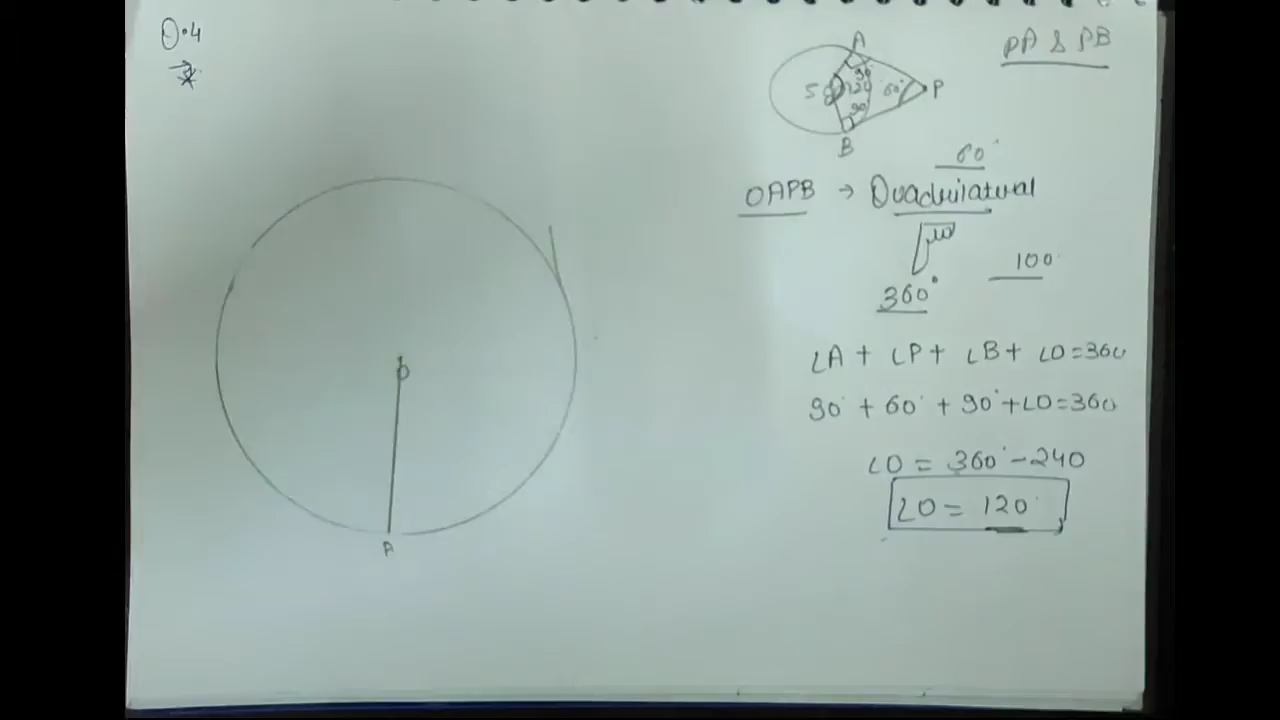 Q.4
PA & PB
A
90°
5
120
60°
P
90
B
60°
OAPB → Quadrilateral
360°
100
∠A + ∠P + ∠B + ∠O = 360
90° + 60° + 90° + ∠O = 360
∠O = 360° - 240
∠O = 120°
O
A